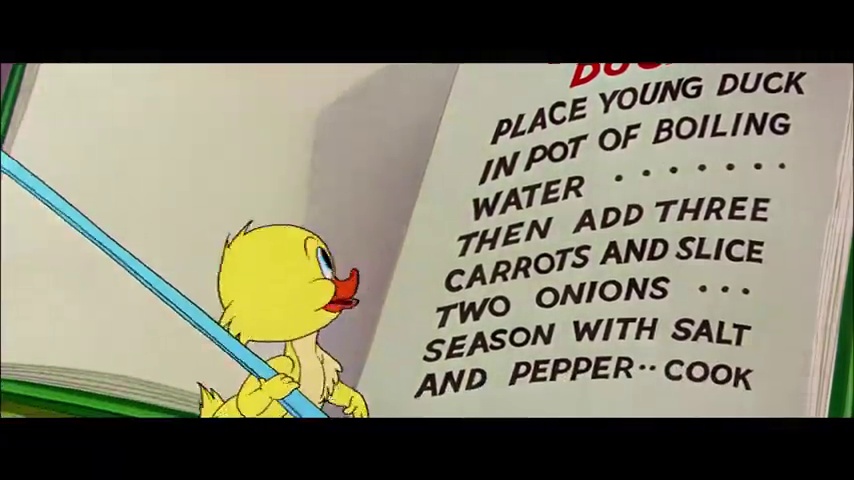 PLACE YOUNG DUCK
IN POT OF BOILING
WATER .......
THEN ADD THREE
CARROTS AND SLICE
TWO ONIONS ...
SEASON WITH SALT
AND PEPPER.. COOK